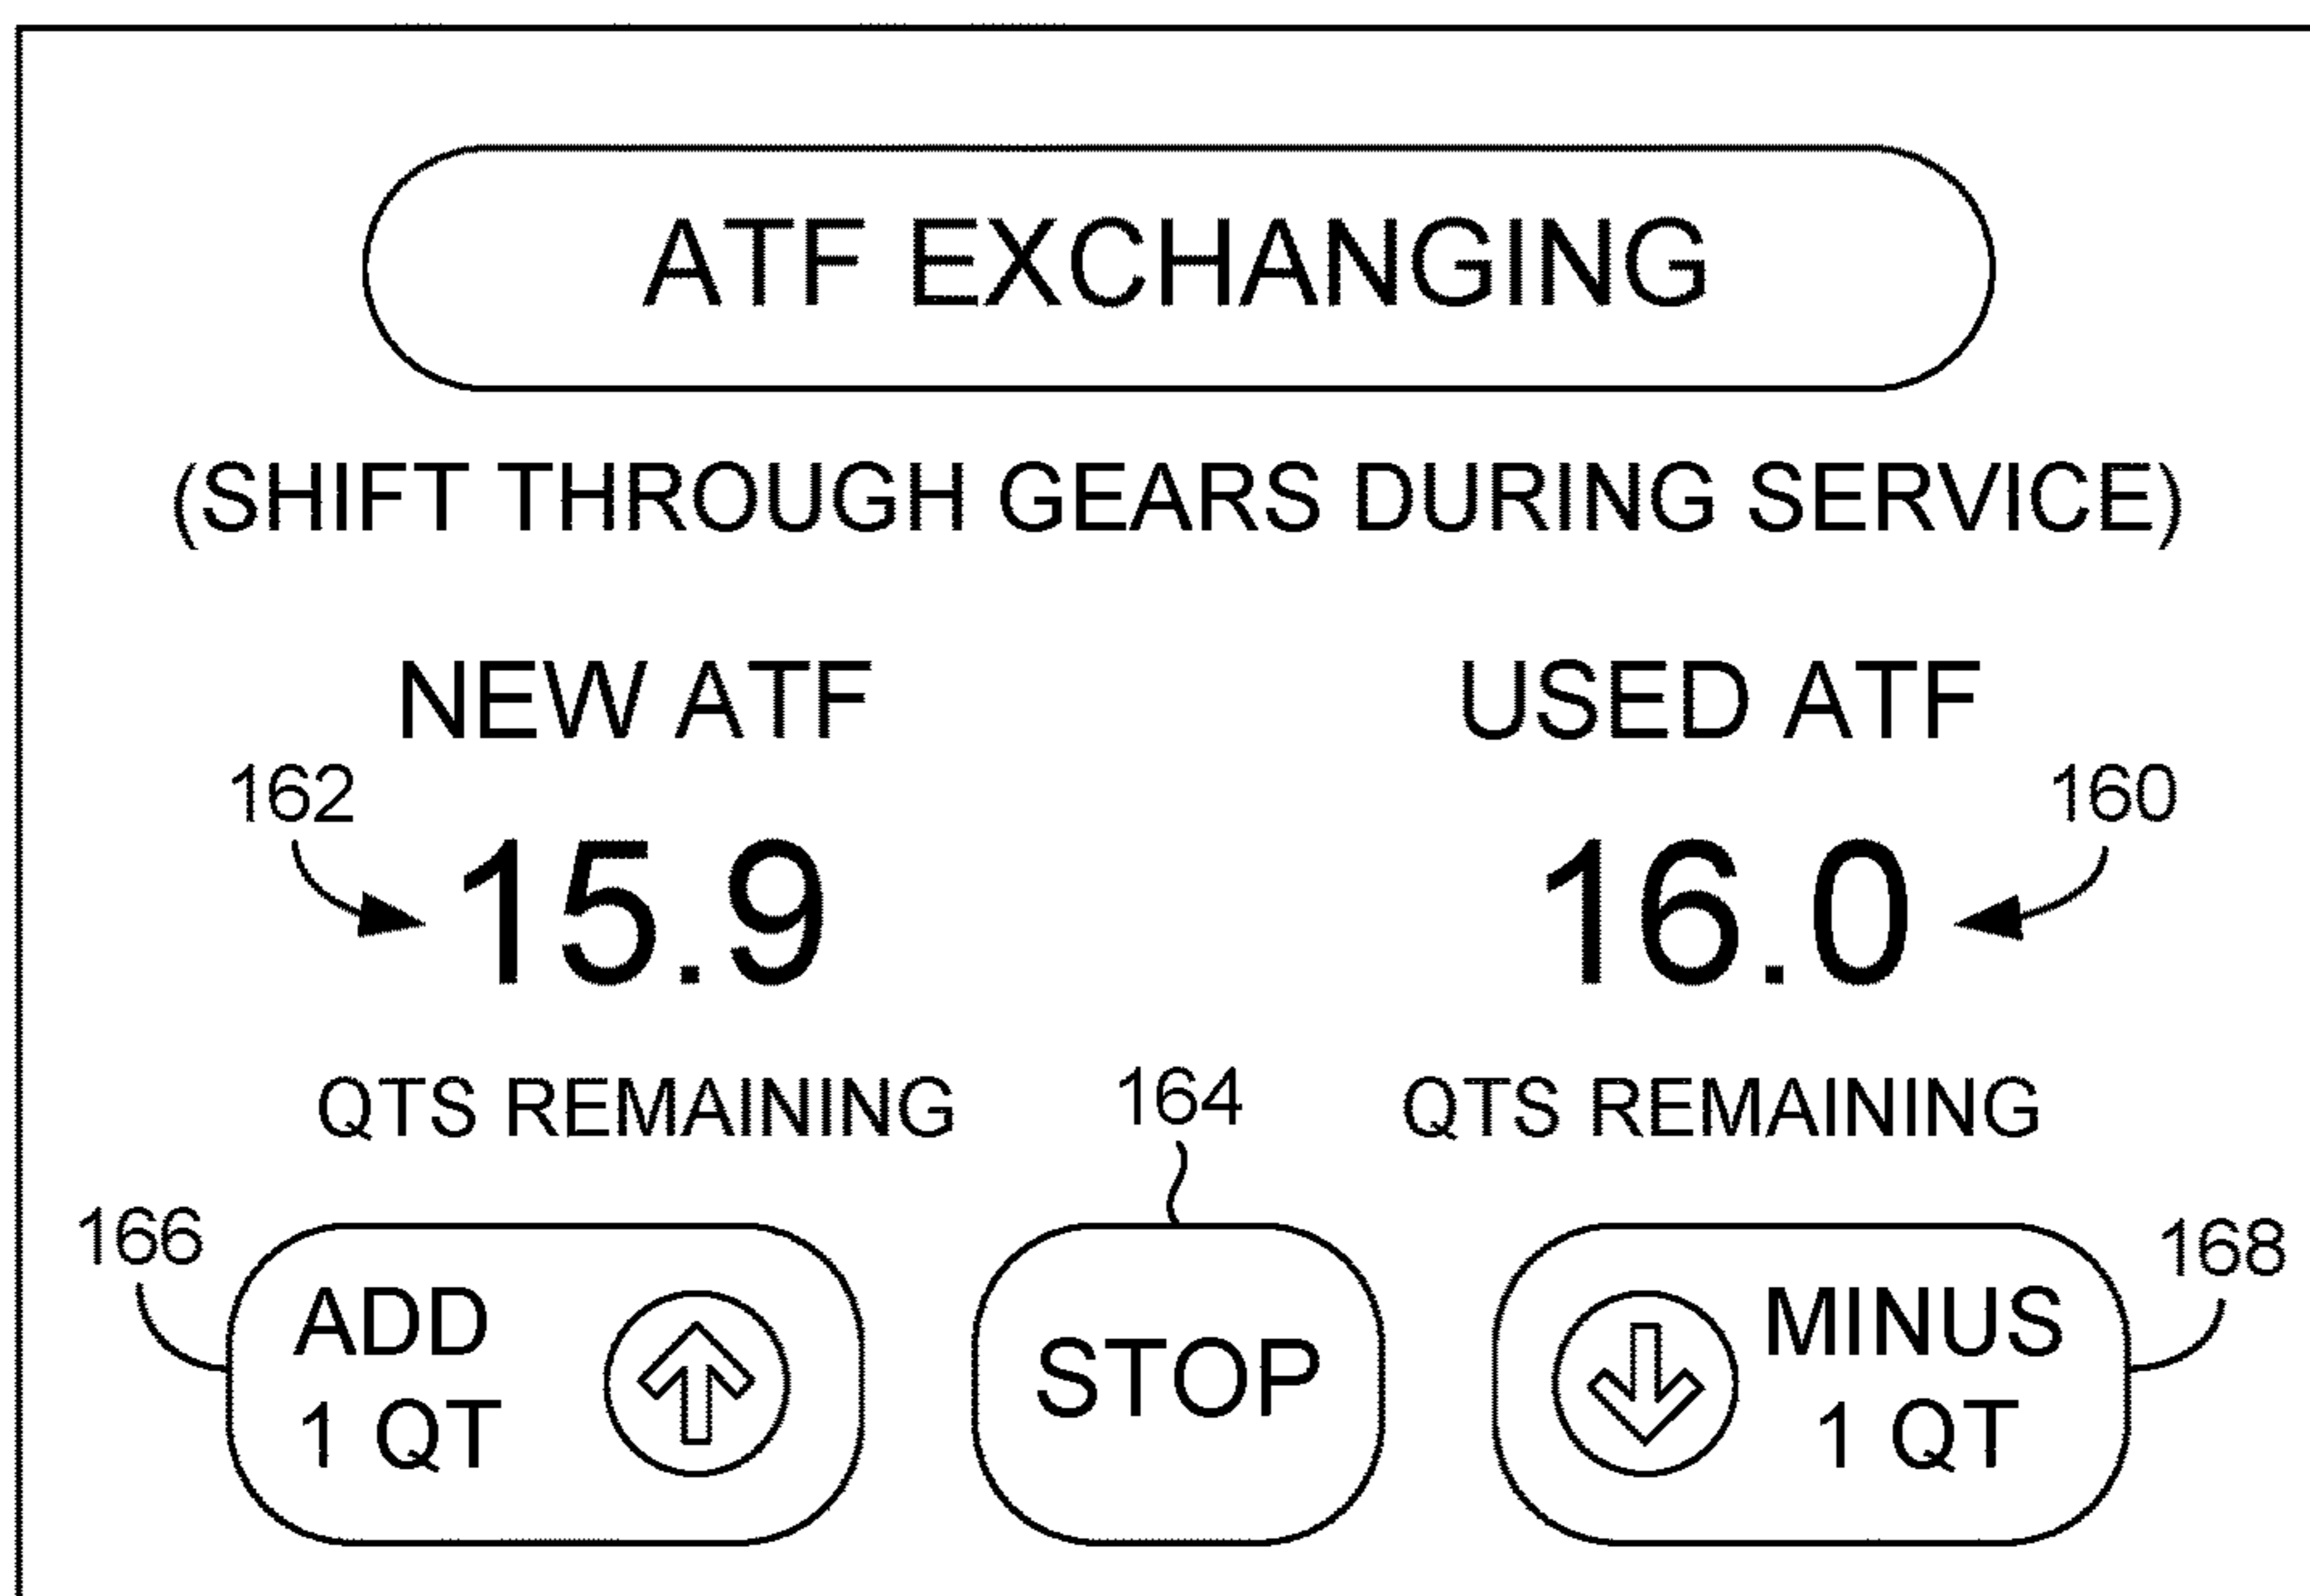 ATF EXCHANGING
(SHIFT THROUGH GEARS DURING SERVICE)
NEW ATF
USED ATF
162
160
15.9
16.0
QTS REMAINING
164
QTS REMAINING
166
168
ADD
1 QT
STOP
MINUS
1 QT